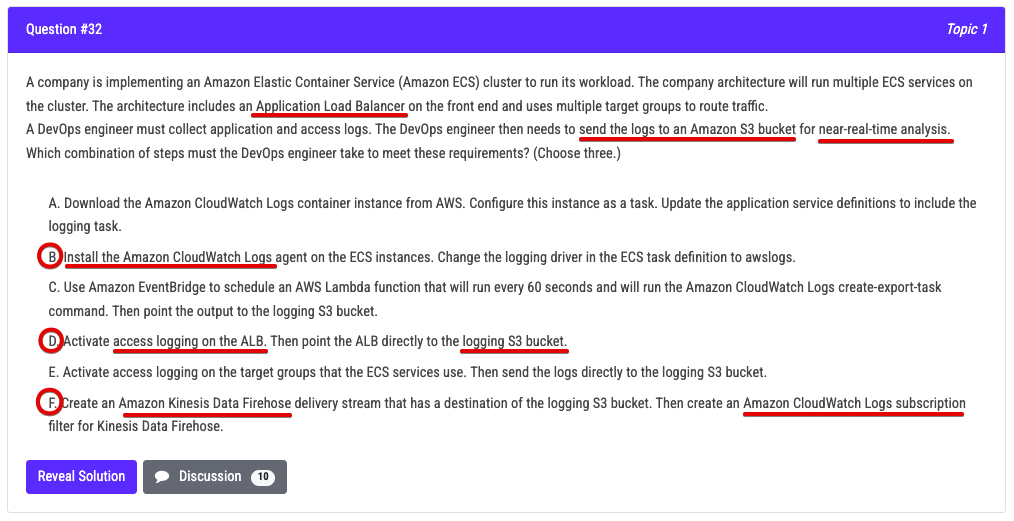 Question #32
Topic 1
A company is implementing an Amazon Elastic Container Service (Amazon ECS) cluster to run its workload. The company architecture will run multiple ECS services on
the cluster. The architecture includes an Application Load Balancer on the front end and uses multiple target groups to route traffic.
A DevOps engineer must collect application and access logs. The DevOps engineer then needs to send the logs to an Amazon S3 bucket for near-real-time analysis.
Which combination of steps must the DevOps engineer take to meet these requirements? (Choose three.)
A. Download the Amazon CloudWatch Logs container instance from AWS. Configure this instance as a task. Update the application service definitions to include the
logging task.
B. Install the Amazon CloudWatch Logs agent on the ECS instances. Change the logging driver in the ECS task definition to awslogs.
C. Use Amazon EventBridge to schedule an AWS Lambda function that will run every 60 seconds and will run the Amazon CloudWatch Logs create-export-task
command. Then point the output to the logging S3 bucket.
D. Activate access logging on the ALB. Then point the ALB directly to the logging S3 bucket.
E. Activate access logging on the target groups that the ECS services use. Then send the logs directly to the logging S3 bucket.
F. Create an Amazon Kinesis Data Firehose delivery stream that has a destination of the logging S3 bucket. Then create an Amazon CloudWatch Logs subscription
filter for Kinesis Data Firehose.
Reveal Solution
Discussion 10